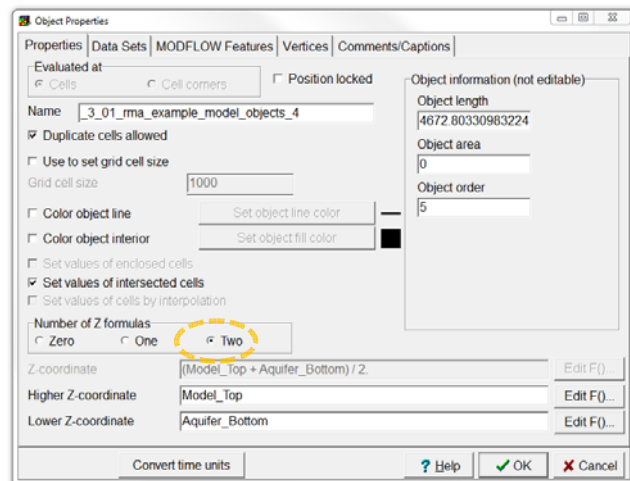 Object Properties
Properties Data Sets MODFLOW Features Vertices Comments/Captions
Evaluated at
Cells Cell corners
Position locked
Name _3_01_rma_example_model_objects_4
Duplicate cells allowed
Use to set grid cell size
Grid cell size 1000
Color object line Set object line color
Color object interior Set object fill color
Set values of enclosed cells
Set values of intersected cells
Set values of cells by interpolation
Number of Z formulas
Zero One Two
Object information (not editable)
Object length
4672.80330983224
Object area
0
Object order
5
Z-coordinate (Model_Top + Aquifer_Bottom) / 2. Edit F()...
Higher Z-coordinate Model_Top Edit F()...
Lower Z-coordinate Aquifer_Bottom Edit F()...
Convert time units ? Help OK Cancel